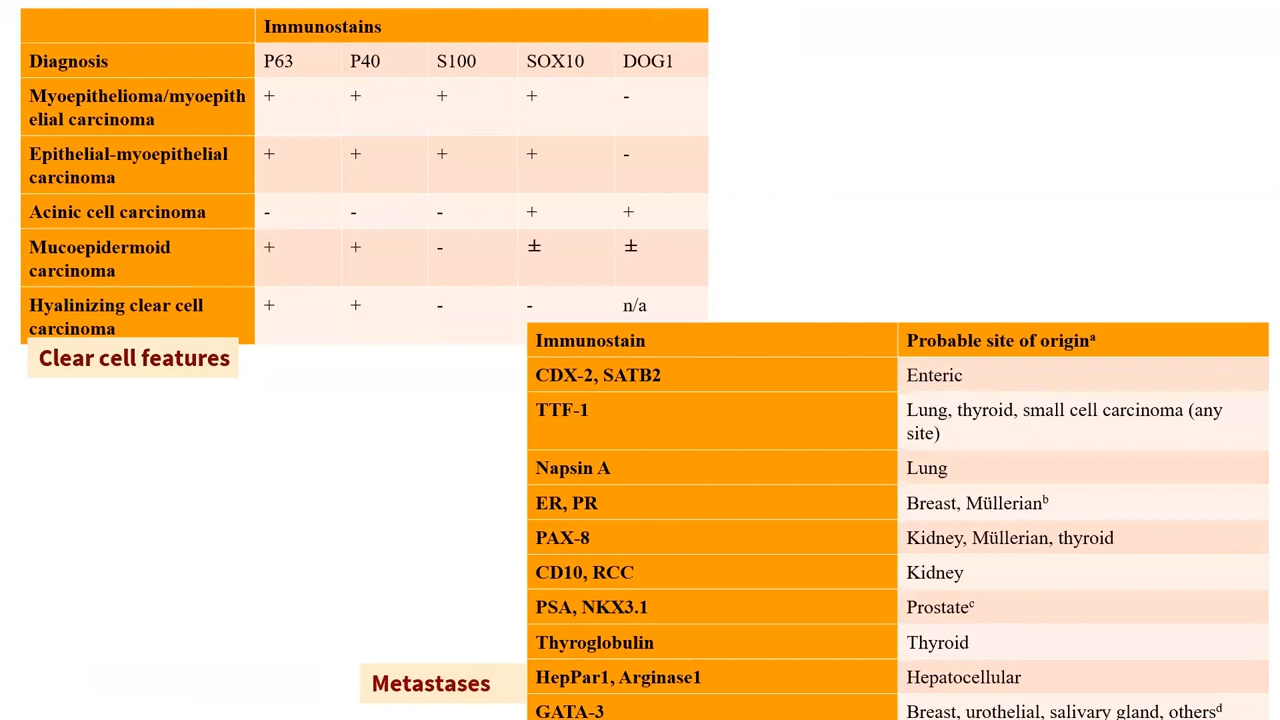 Immunostains
Diagnosis P63 P40 S100 SOX10 DOG1
Myoepithelioma/myoepith + + + + -
elial carcinoma
Epithelial-myoepithelial + + + + -
carcinoma
Acinic cell carcinoma - - - + +
Mucoepidermoid + + - ± ±
carcinoma
Hyalinizing clear cell + + - - n/a
carcinoma
Clear cell features
Immunostain Probable site of originᵃ
CDX-2, SATB2 Enteric
TTF-1 Lung, thyroid, small cell carcinoma (any
site)
Napsin A Lung
ER, PR Breast, Müllerianᵇ
PAX-8 Kidney, Müllerian, thyroid
CD10, RCC Kidney
PSA, NKX3.1 Prostateᶜ
Thyroglobulin Thyroid
HepPar1, Arginase1 Hepatocellular
Metastases
GATA-3 Breast, urothelial, salivary gland, othersᵈ